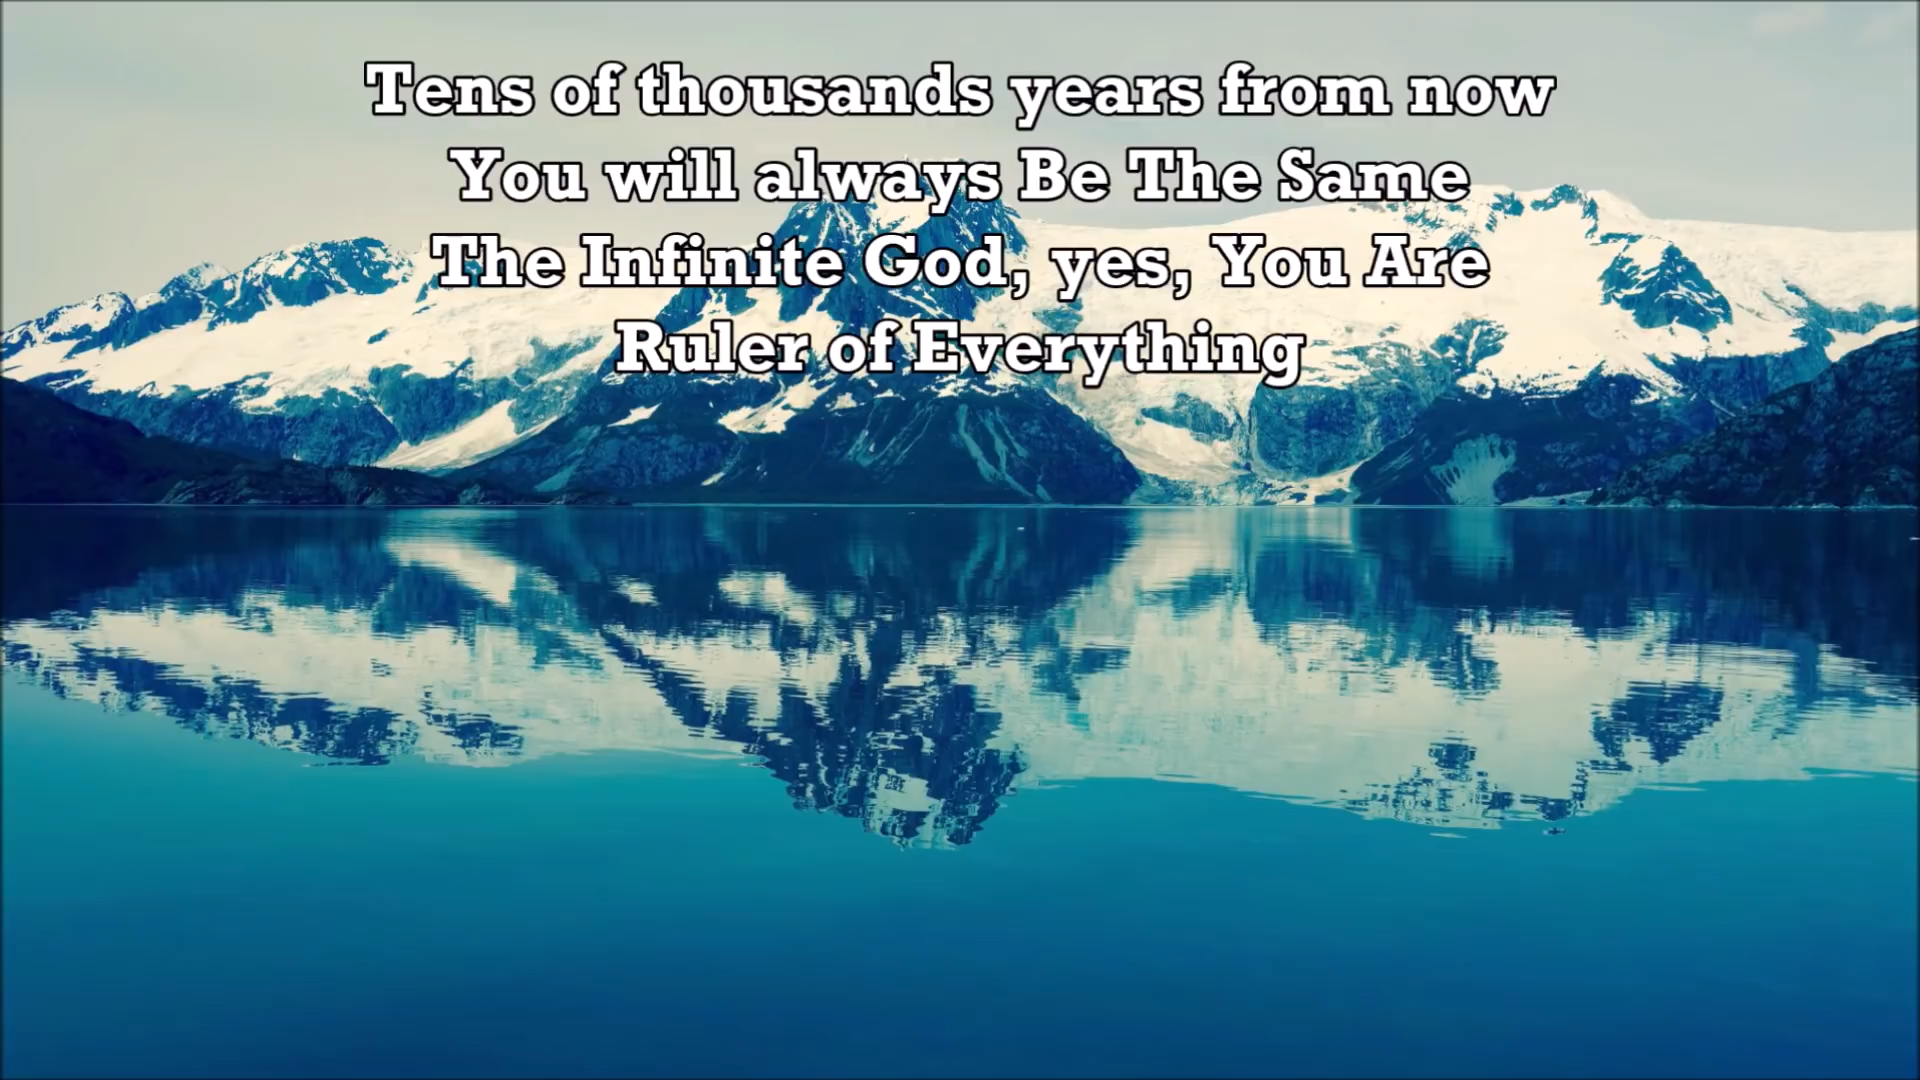 Tens of thousands years from now
You will always Be The Same
The Infinite God, yes, You Are
Ruler of Everything